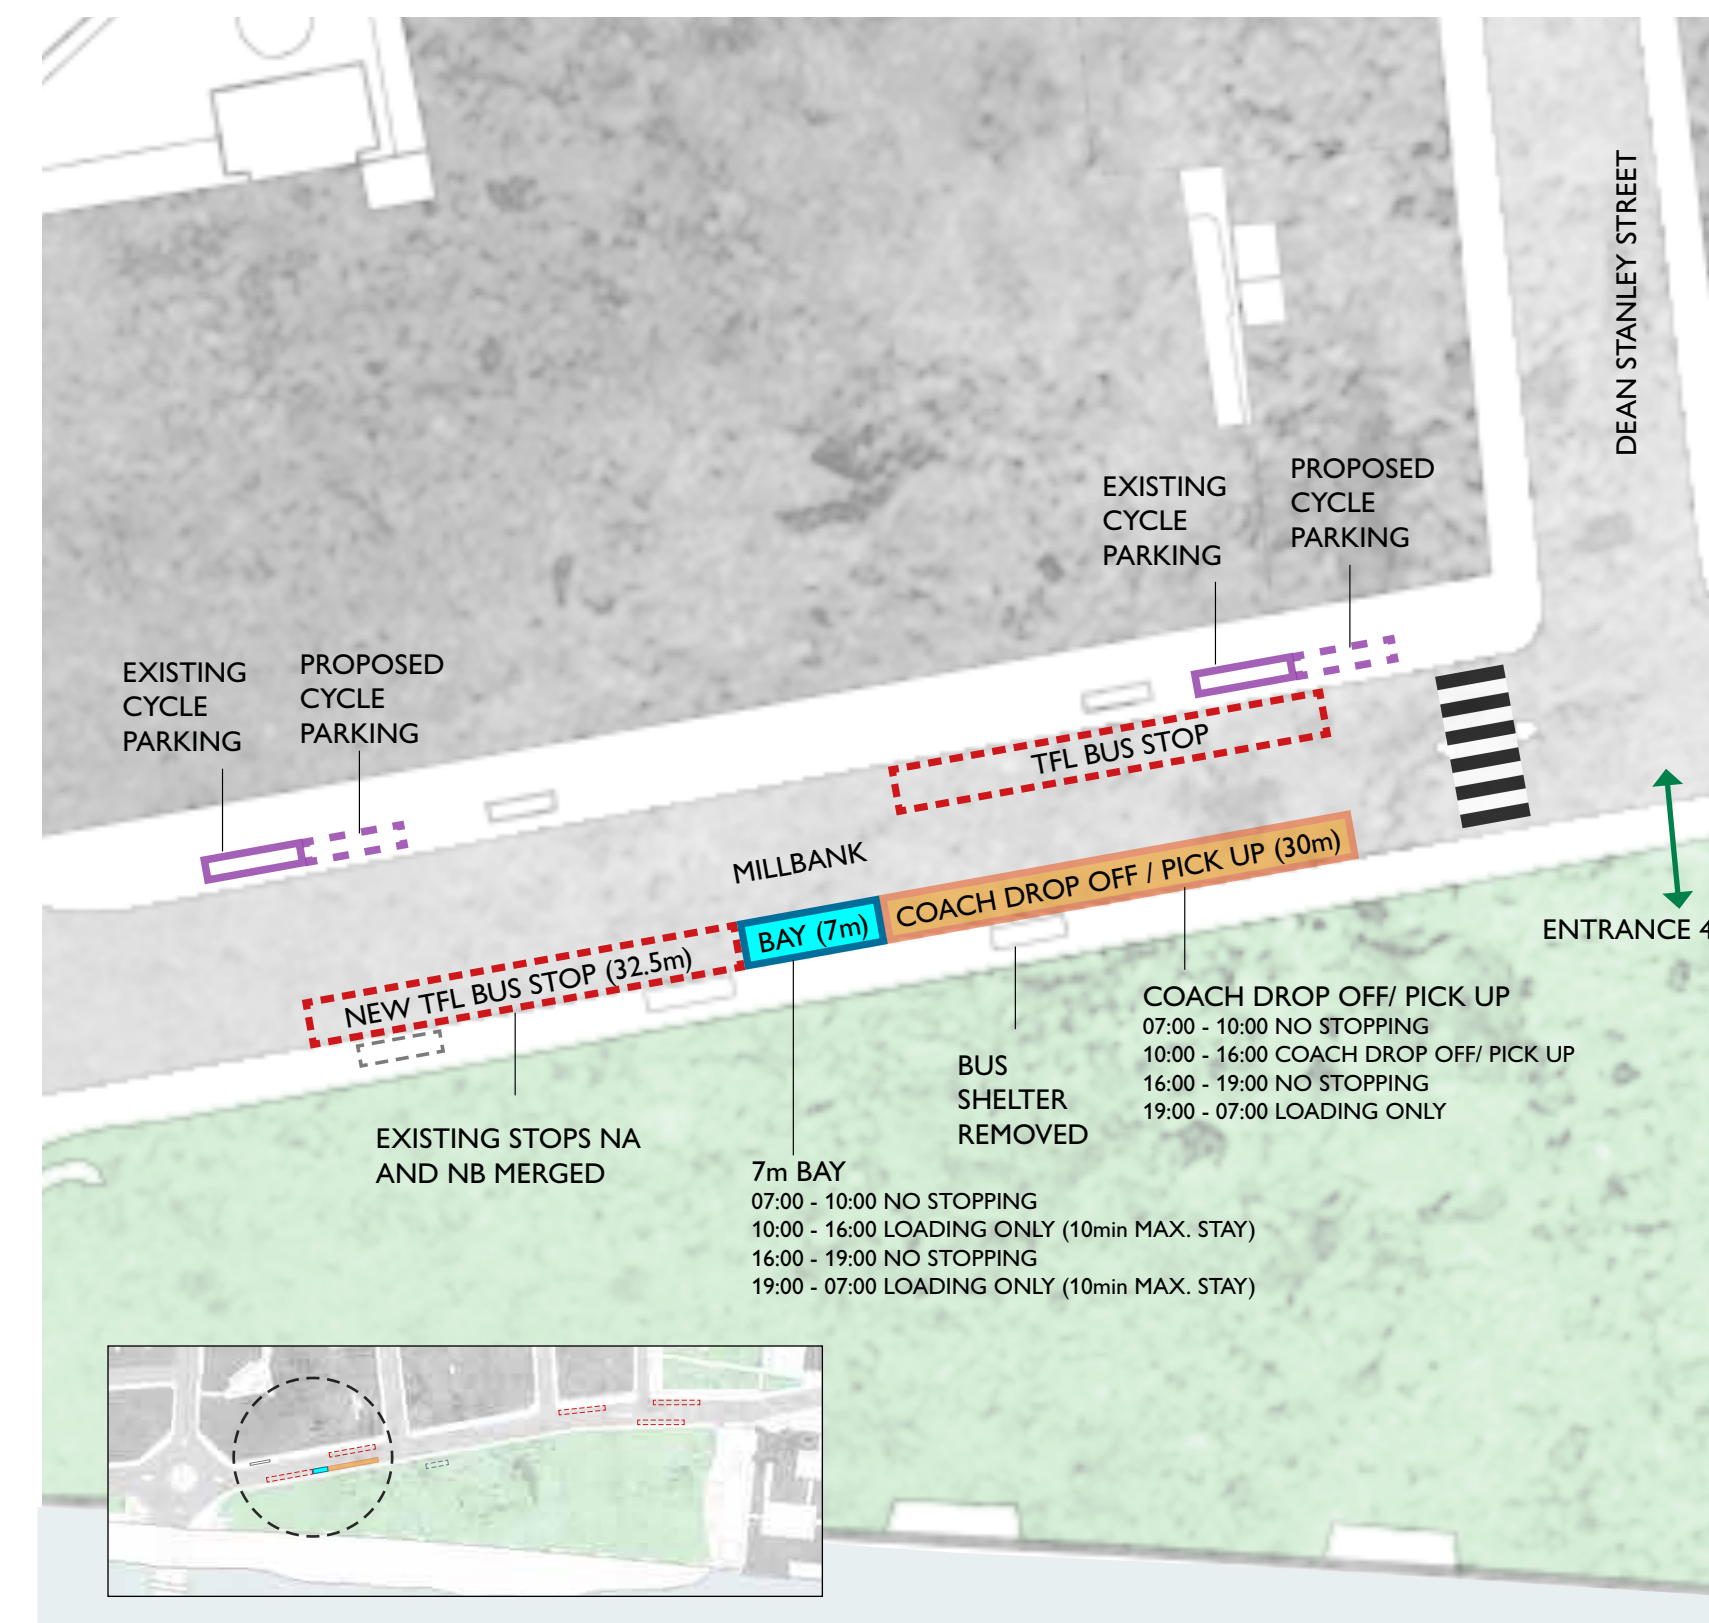 DEAN STANLEY STREET
EXISTING
CYCLE
PARKING
PROPOSED
CYCLE
PARKING
EXISTING
CYCLE
PARKING
PROPOSED
CYCLE
PARKING
TFL BUS STOP
MILLBANK
COACH DROP OFF / PICK UP (30m)
BAY (7m)
NEW TFL BUS STOP (32.5m)
ENTRANCE 4
COACH DROP OFF/ PICK UP
07:00 - 10:00 NO STOPPING
10:00 - 16:00 COACH DROP OFF/ PICK UP
16:00 - 19:00 NO STOPPING
19:00 - 07:00 LOADING ONLY
BUS
SHELTER
REMOVED
EXISTING STOPS NA
AND NB MERGED
7m BAY
07:00 - 10:00 NO STOPPING
10:00 - 16:00 LOADING ONLY (10min MAX. STAY)
16:00 - 19:00 NO STOPPING
19:00 - 07:00 LOADING ONLY (10min MAX. STAY)